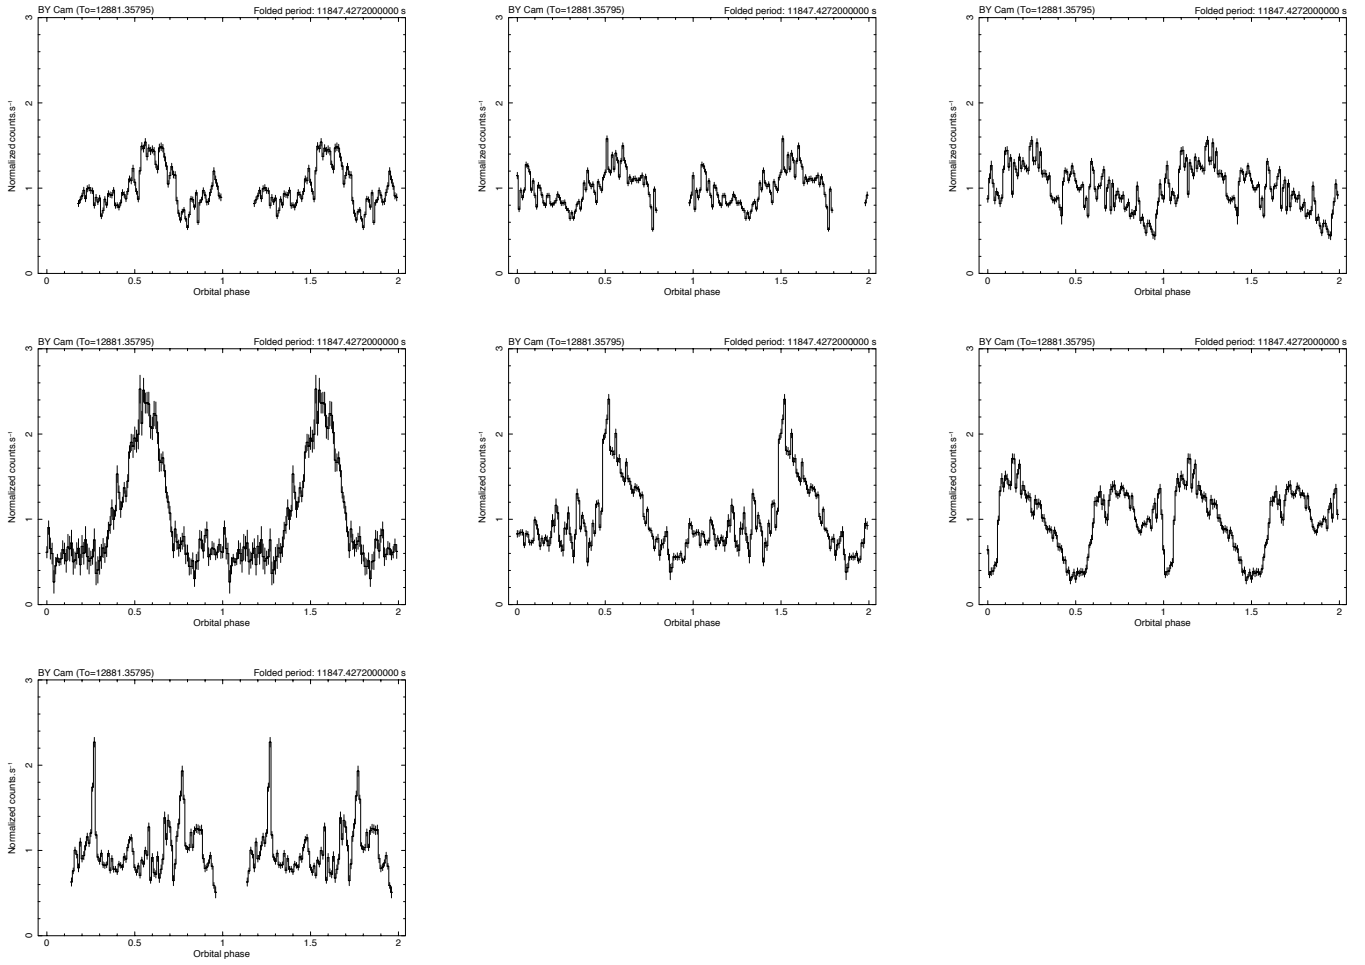 BY Cam (To=12881.35795) Folded period: 11847.4272000000 s
3
2
1
0
Normalized counts.s⁻¹
0 0.5 1 1.5 2
Orbital phase
BY Cam (To=12881.35795) Folded period: 11847.4272000000 s
3
2
1
0
Normalized counts.s⁻¹
0 0.5 1 1.5 2
Orbital phase
BY Cam (To=12881.35795) Folded period: 11847.4272000000 s
3
2
1
0
Normalized counts.s⁻¹
0 0.5 1 1.5 2
Orbital phase
BY Cam (To=12881.35795) Folded period: 11847.4272000000 s
3
2
1
0
Normalized counts.s⁻¹
0 0.5 1 1.5 2
Orbital phase
BY Cam (To=12881.35795) Folded period: 11847.4272000000 s
3
2
1
0
Normalized counts.s⁻¹
0 0.5 1 1.5 2
Orbital phase
BY Cam (To=12881.35795) Folded period: 11847.4272000000 s
3
2
1
0
Normalized counts.s⁻¹
0 0.5 1 1.5 2
Orbital phase
BY Cam (To=12881.35795) Folded period: 11847.4272000000 s
3
2
1
0
Normalized counts.s⁻¹
0 0.5 1 1.5 2
Orbital phase